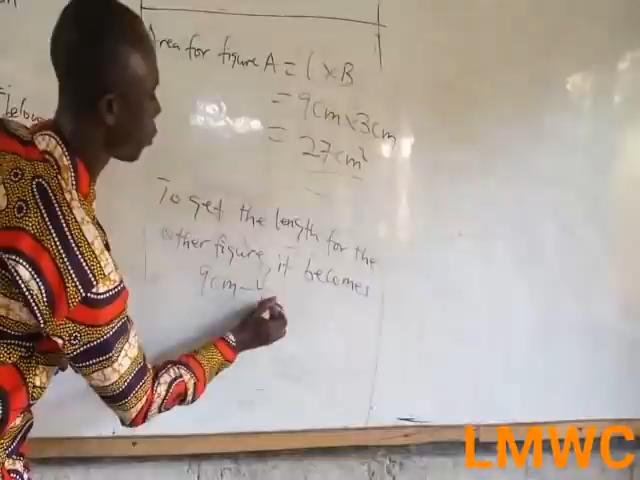 Area for figure A = l x B
= 9cm x 3cm
= 27cm²
To get the length for the
other figure, it becomes
9cm -
LMWC